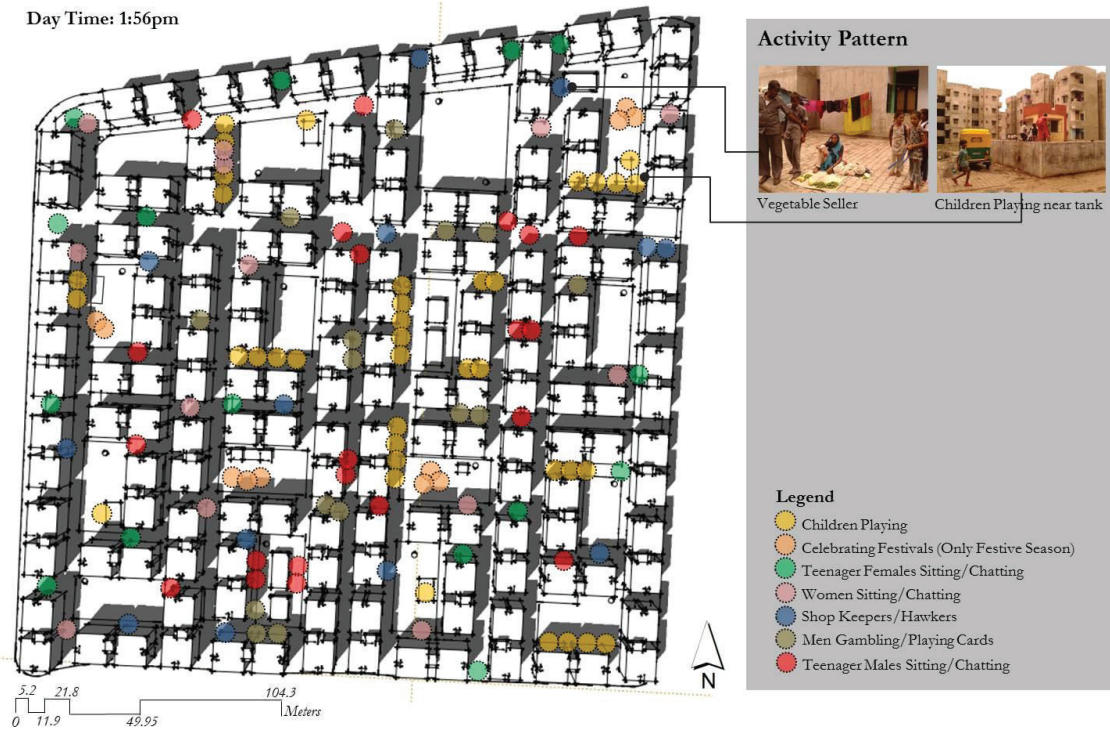 Day Time: 1:56pm
Activity Pattern
Vegetable Seller
Children Playing near tank
Legend
Children Playing
Celebrating Festivals (Only Festive Season)
Teenager Females Sitting/Chatting
Women Sitting/Chatting
Shop Keepers/Hawkers
Men Gambling/Playing Cards
Teenager Males Sitting/Chatting
N
5.2 21.8 104.3
Meters
0 11.9 49.95